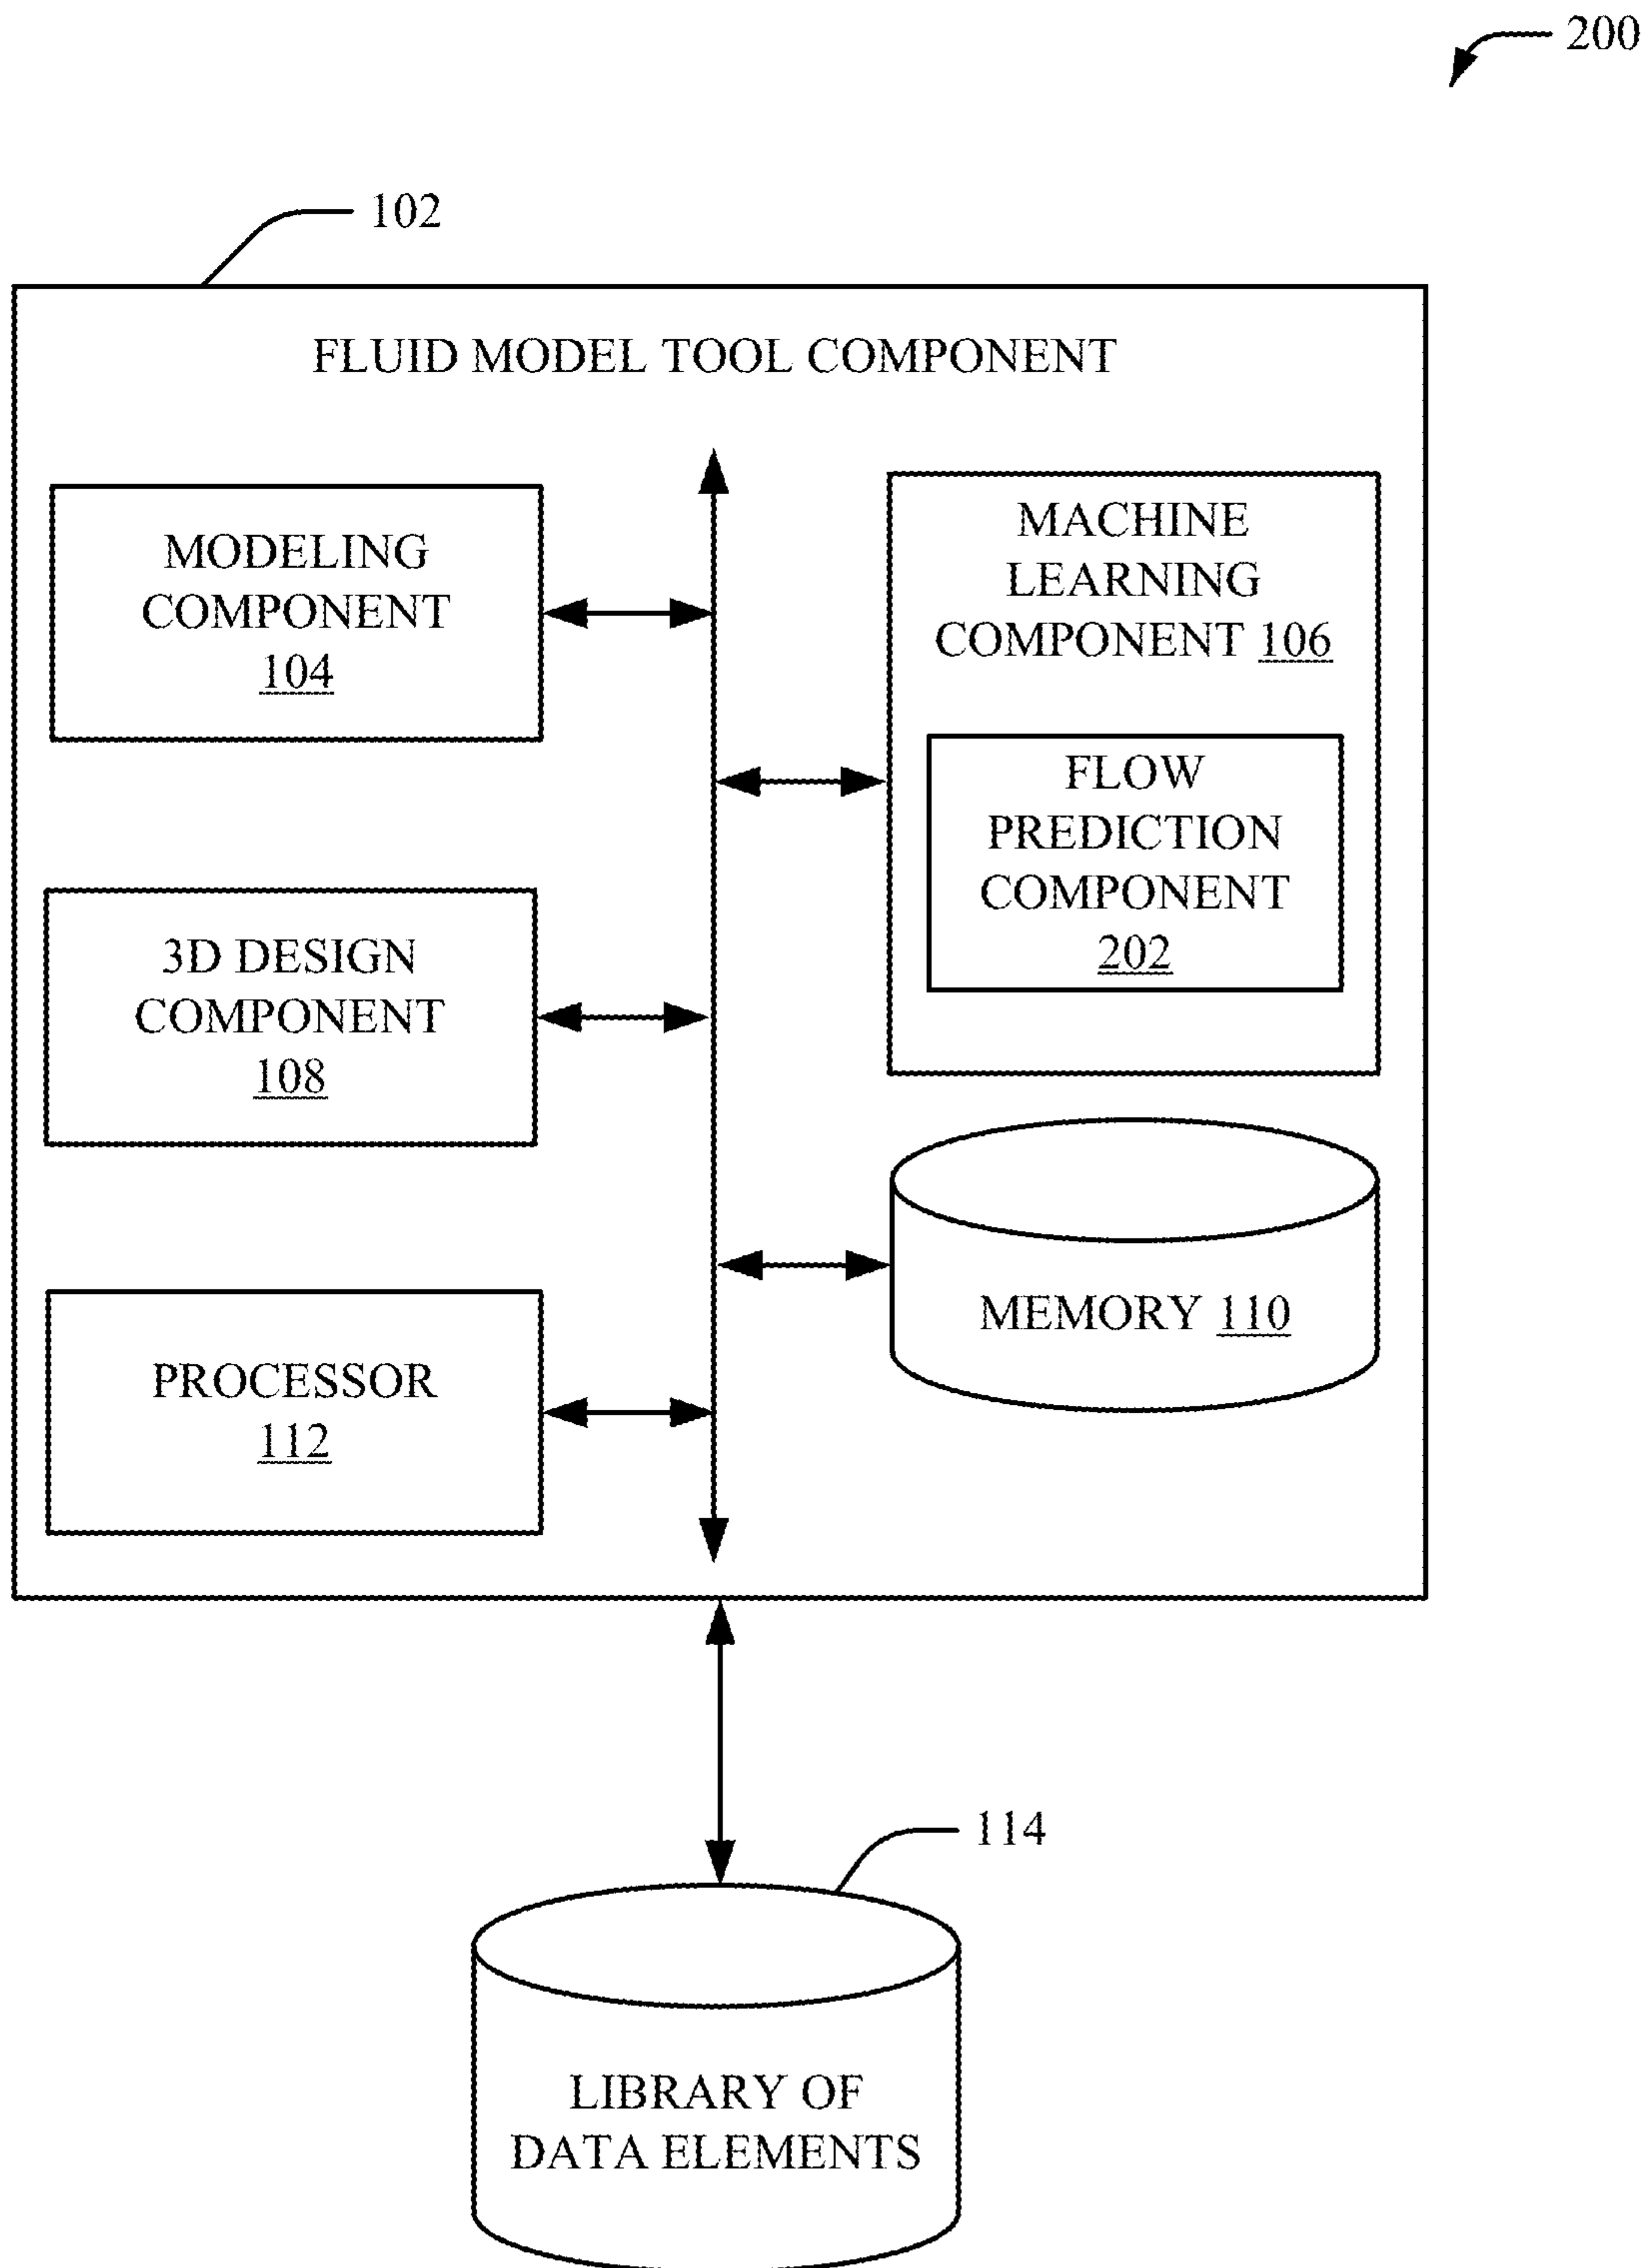 200
102
FLUID MODEL TOOL COMPONENT
MODELING
COMPONENT
104
MACHINE
LEARNING
COMPONENT 106
FLOW
PREDICTION
COMPONENT
202
3D DESIGN
COMPONENT
108
MEMORY 110
PROCESSOR
112
114
LIBRARY OF
DATA ELEMENTS